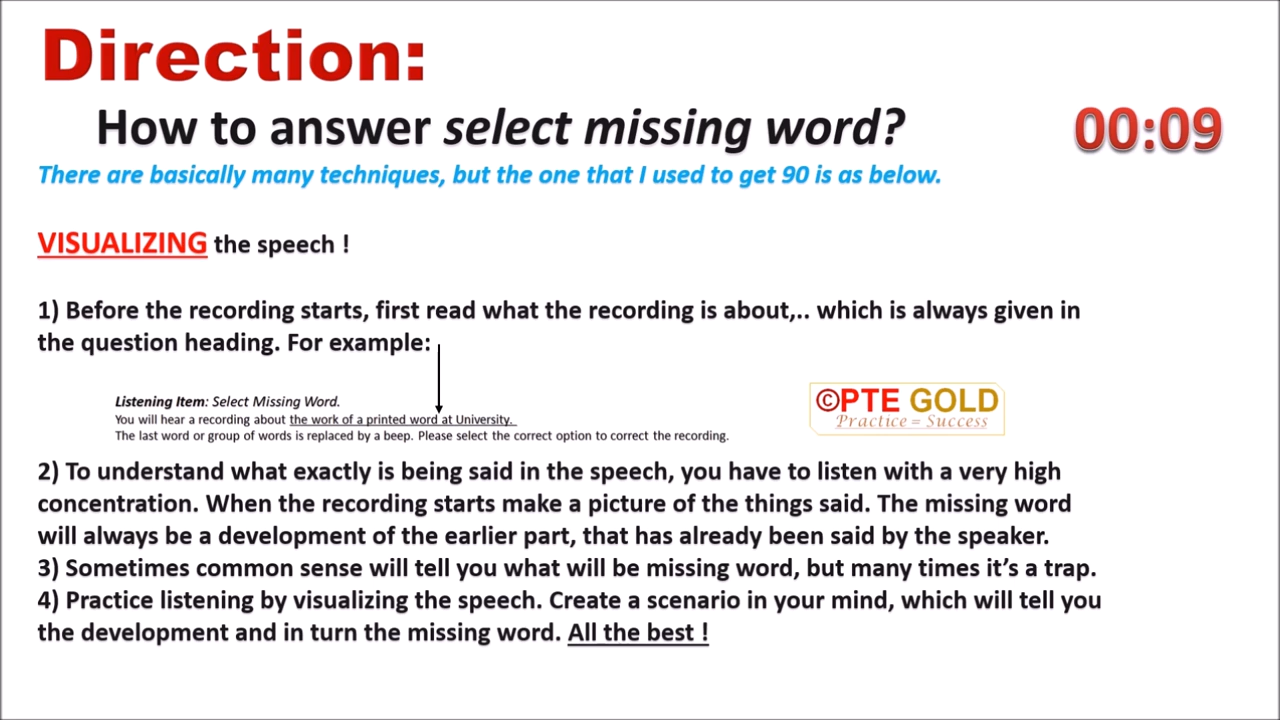 Direction:
How to answer select missing word?
00:09
There are basically many techniques, but the one that I used to get 90 is as below.
VISUALIZING the speech !
1) Before the recording starts, first read what the recording is about,.. which is always given in
the question heading. For example:
Listening Item: Select Missing Word.
You will hear a recording about the work of a printed word at University.
The last word or group of words is replaced by a beep. Please select the correct option to correct the recording.
©PTE GOLD
Practice = Success
2) To understand what exactly is being said in the speech, you have to listen with a very high
concentration. When the recording starts make a picture of the things said. The missing word
will always be a development of the earlier part, that has already been said by the speaker.
3) Sometimes common sense will tell you what will be missing word, but many times it’s a trap.
4) Practice listening by visualizing the speech. Create a scenario in your mind, which will tell you
the development and in turn the missing word. All the best !